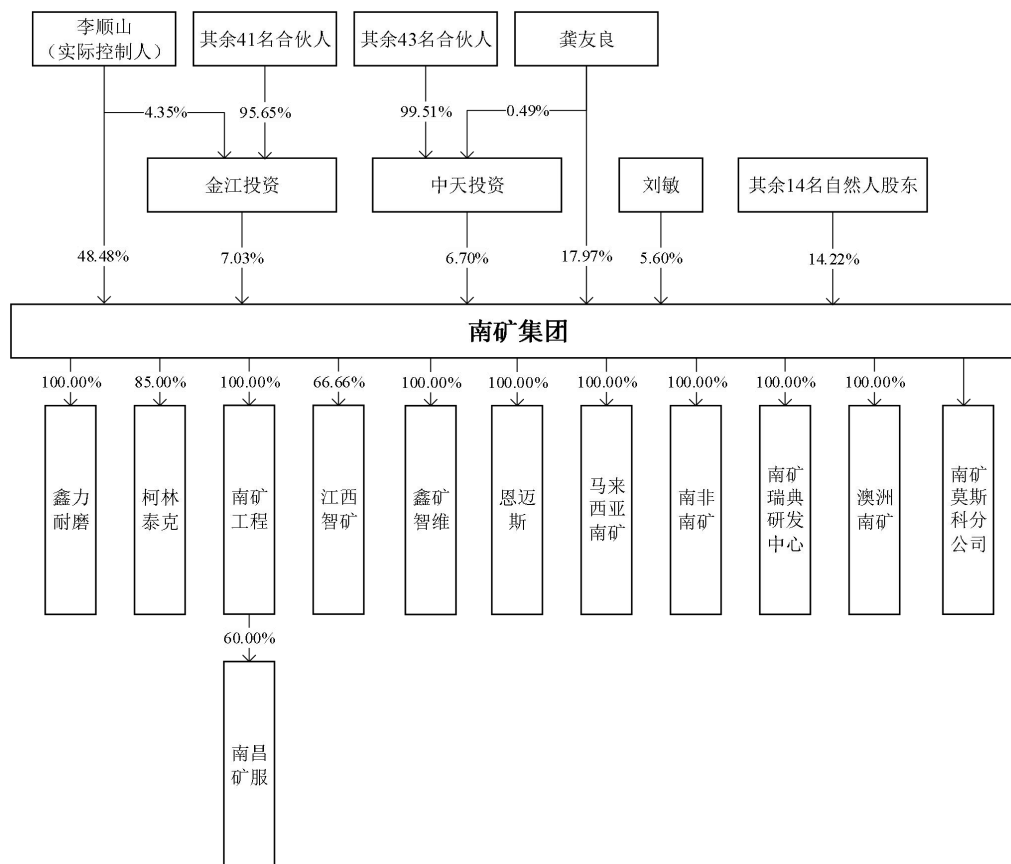 李顺山
（实际控制人）
其余41名合伙人
其余43名合伙人
龚友良
4.35%
95.65%
99.51%
0.49%
金江投资
中天投资
刘敏
其余14名自然人股东
48.48%
7.03%
6.70%
17.97%
5.60%
14.22%
南矿集团
100.00%
85.00%
100.00%
66.66%
100.00%
100.00%
100.00%
100.00%
100.00%
100.00%
鑫力
耐磨
柯林
泰克
南矿
工程
江西
智矿
鑫矿
智维
恩迈
斯
马来
西亚
南矿
南非
南矿
南矿
瑞典
研发
中心
澳洲
南矿
南矿
莫斯
科分
公司
60.00%
南昌
矿服